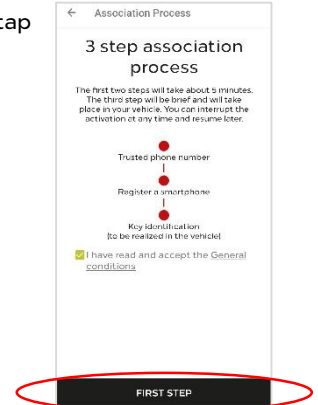 tap
← Association Process
3 step association
process
The first two steps will take about 5 minutes.
The third step will be brief and will take
place in your vehicle. You can interrupt the
activation at any time and resume later.
Trusted phone number
Register a smartphone
Key identification
(to be realized in the vehicle)
I have read and accept the General
conditions
FIRST STEP